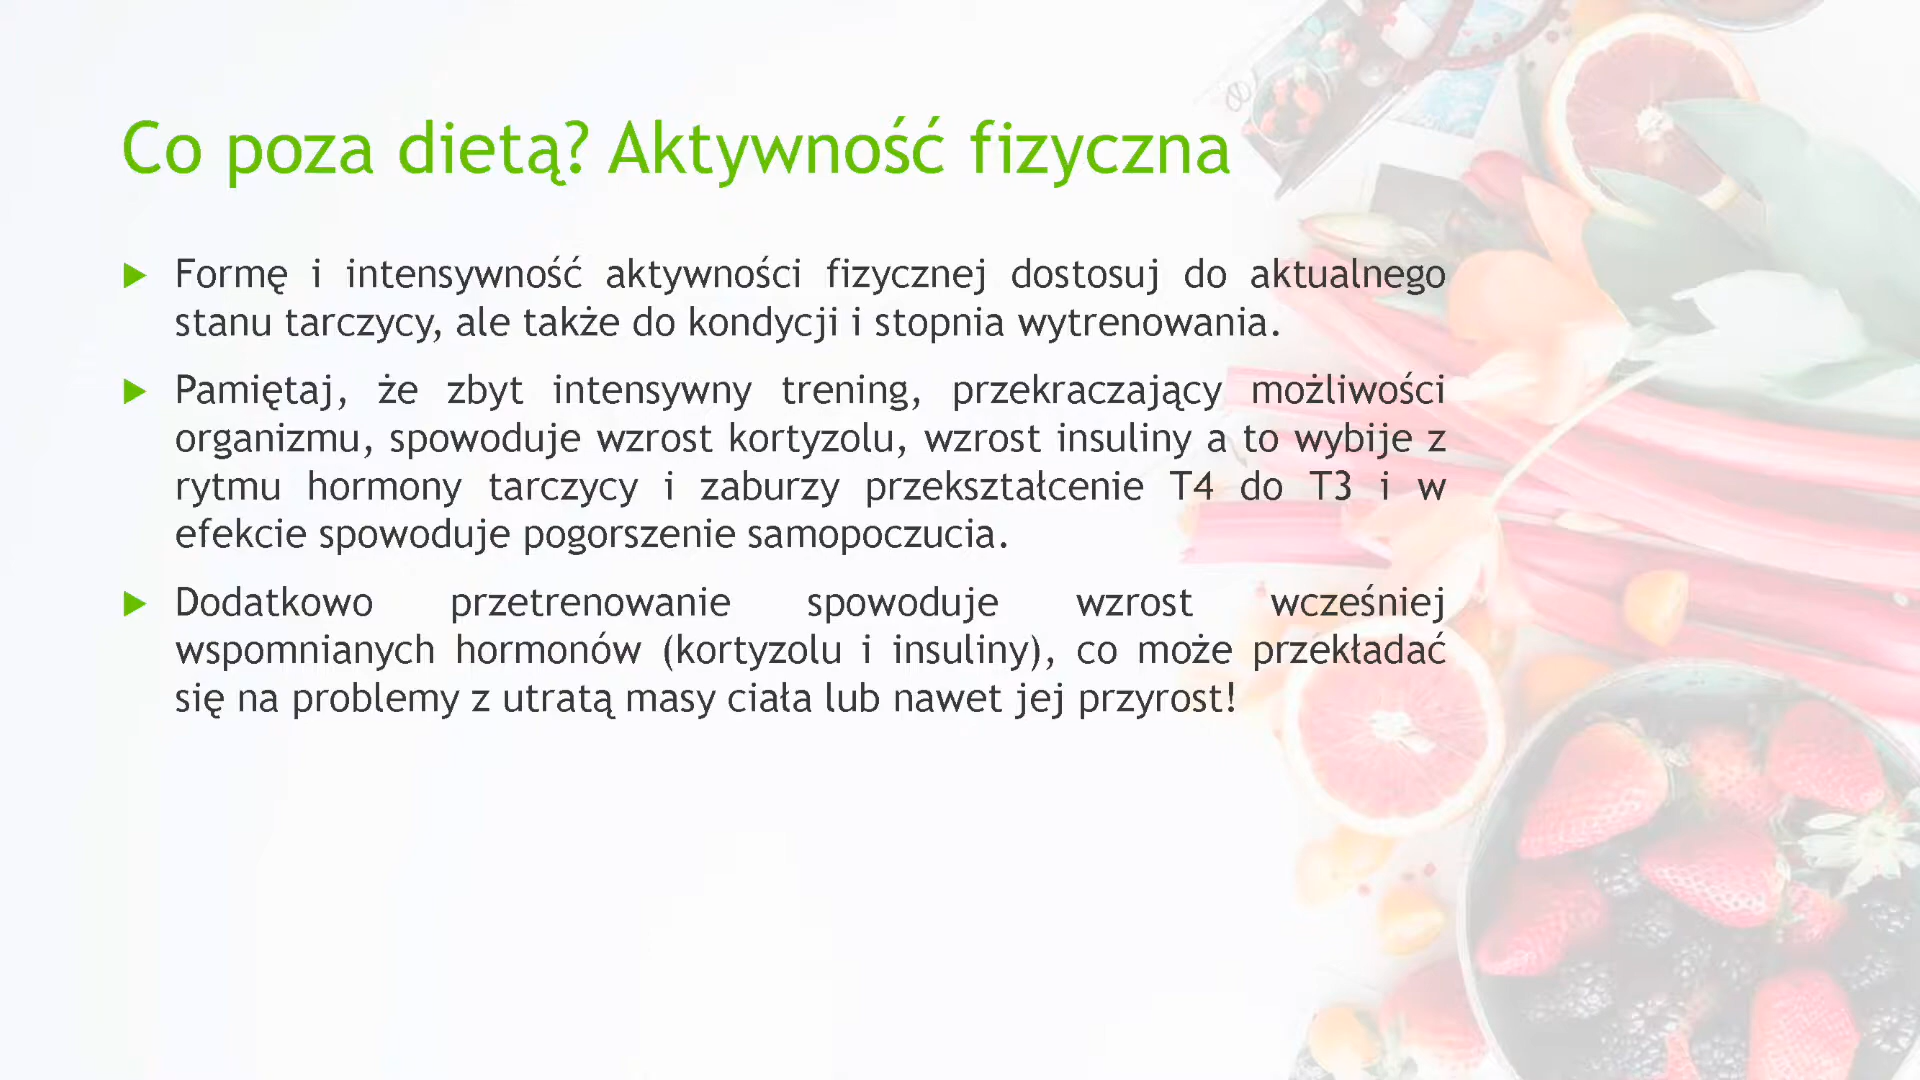 Co poza dietą? Aktywność fizyczna
Formę i intensywność aktywności fizycznej dostosuj do aktualnego
stanu tarczycy, ale także do kondycji i stopnia wytrenowania.
Pamiętaj, że zbyt intensywny trening, przekraczający możliwości
organizmu, spowoduje wzrost kortyzolu, wzrost insuliny a to wybije z
rytmu hormony tarczycy i zaburzy przekształcenie T4 do T3 i w
efekcie spowoduje pogorszenie samopoczucia.
Dodatkowo przetrenowanie spowoduje wzrost wcześniej
wspomnianych hormonów (kortyzolu i insuliny), co może przekładać
się na problemy z utratą masy ciała lub nawet jej przyrost!